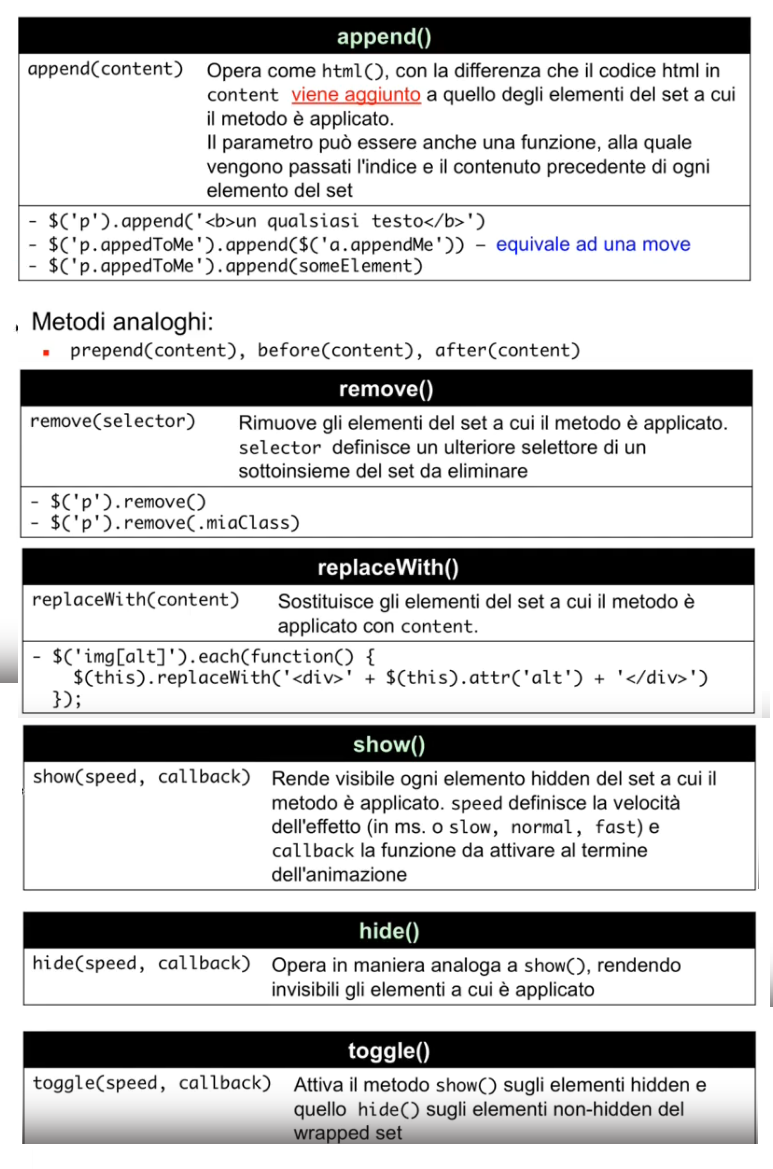 append()
append(content) Opera come html(), con la differenza che il codice html in
content viene aggiunto a quello degli elementi del set a cui
il metodo è applicato.
Il parametro può essere anche una funzione, alla quale
vengono passati l'indice e il contenuto precedente di ogni
elemento del set
- $('p').append('<b>un qualsiasi testo</b>')
- $('p.appedToMe').append($('a.appendMe')) – equivale ad una move
- $('p.appedToMe').append(someElement)
Metodi analoghi:
▪ prepend(content), before(content), after(content)
remove()
remove(selector) Rimuove gli elementi del set a cui il metodo è applicato.
selector definisce un ulteriore selettore di un
sottoinsieme del set da eliminare
- $('p').remove()
- $('p').remove(.miaClass)
replaceWith()
replaceWith(content) Sostituisce gli elementi del set a cui il metodo è
applicato con content.
- $('img[alt]').each(function() {
$(this).replaceWith('<div>' + $(this).attr('alt') + '</div>')
});
show()
show(speed, callback) Rende visibile ogni elemento hidden del set a cui il
metodo è applicato. speed definisce la velocità
dell'effetto (in ms. o slow, normal, fast) e
callback la funzione da attivare al termine
dell'animazione
hide()
hide(speed, callback) Opera in maniera analoga a show(), rendendo
invisibili gli elementi a cui è applicato
toggle()
toggle(speed, callback) Attiva il metodo show() sugli elementi hidden e
quello hide() sugli elementi non-hidden del
wrapped set